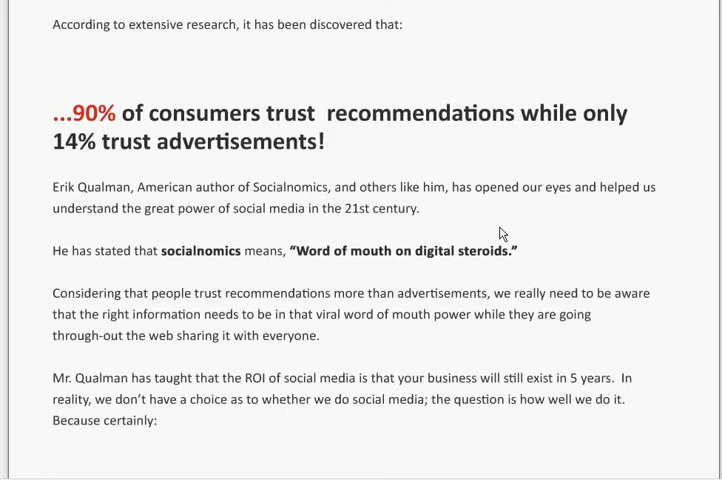 According to extensive research, it has been discovered that:
...90% of consumers trust  recommendations while only
14% trust advertisements!
Erik Qualman, American author of Socialnomics, and others like him, has opened our eyes and helped us
understand the great power of social media in the 21st century.
He has stated that socialnomics means, “Word of mouth on digital steroids.”
Considering that people trust recommendations more than advertisements, we really need to be aware
that the right information needs to be in that viral word of mouth power while they are going
through-out the web sharing it with everyone.
Mr. Qualman has taught that the ROI of social media is that your business will still exist in 5 years.  In
reality, we don’t have a choice as to whether we do social media; the question is how well we do it.
Because certainly: